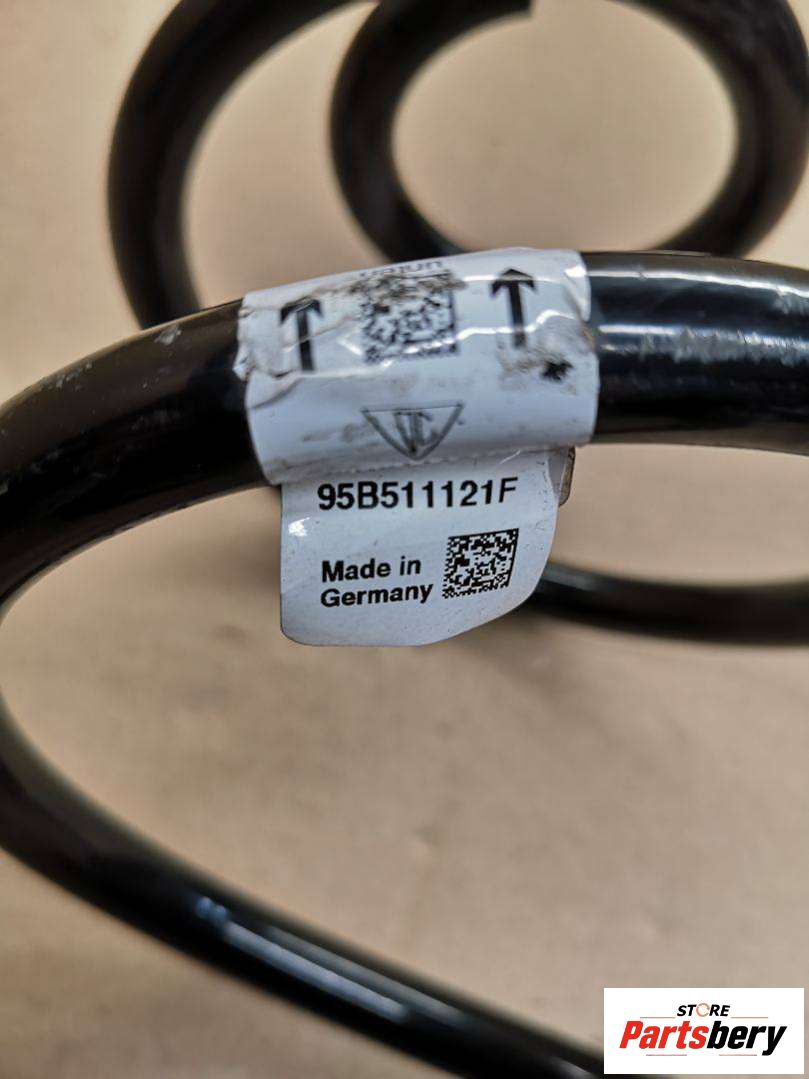 95B511121F
Made in
Germany
STORE
Partsbery